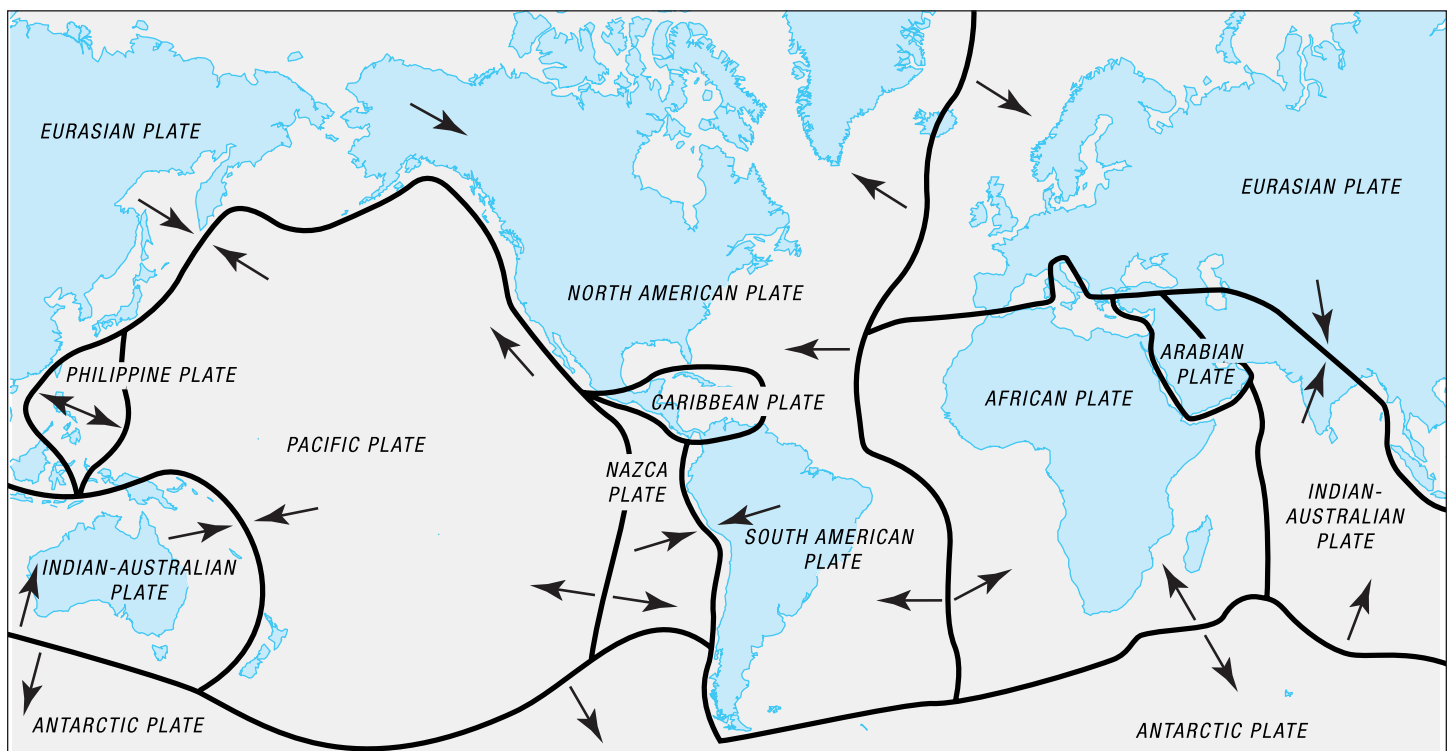 EURASIAN PLATE
EURASIAN PLATE
NORTH AMERICAN PLATE
PHILIPPINE PLATE
ARABIAN
PLATE
CARIBBEAN PLATE
AFRICAN PLATE
PACIFIC PLATE
NAZCA
PLATE
INDIAN-
AUSTRALIAN
PLATE
SOUTH AMERICAN
PLATE
INDIAN-AUSTRALIAN
PLATE
ANTARCTIC PLATE
ANTARCTIC PLATE